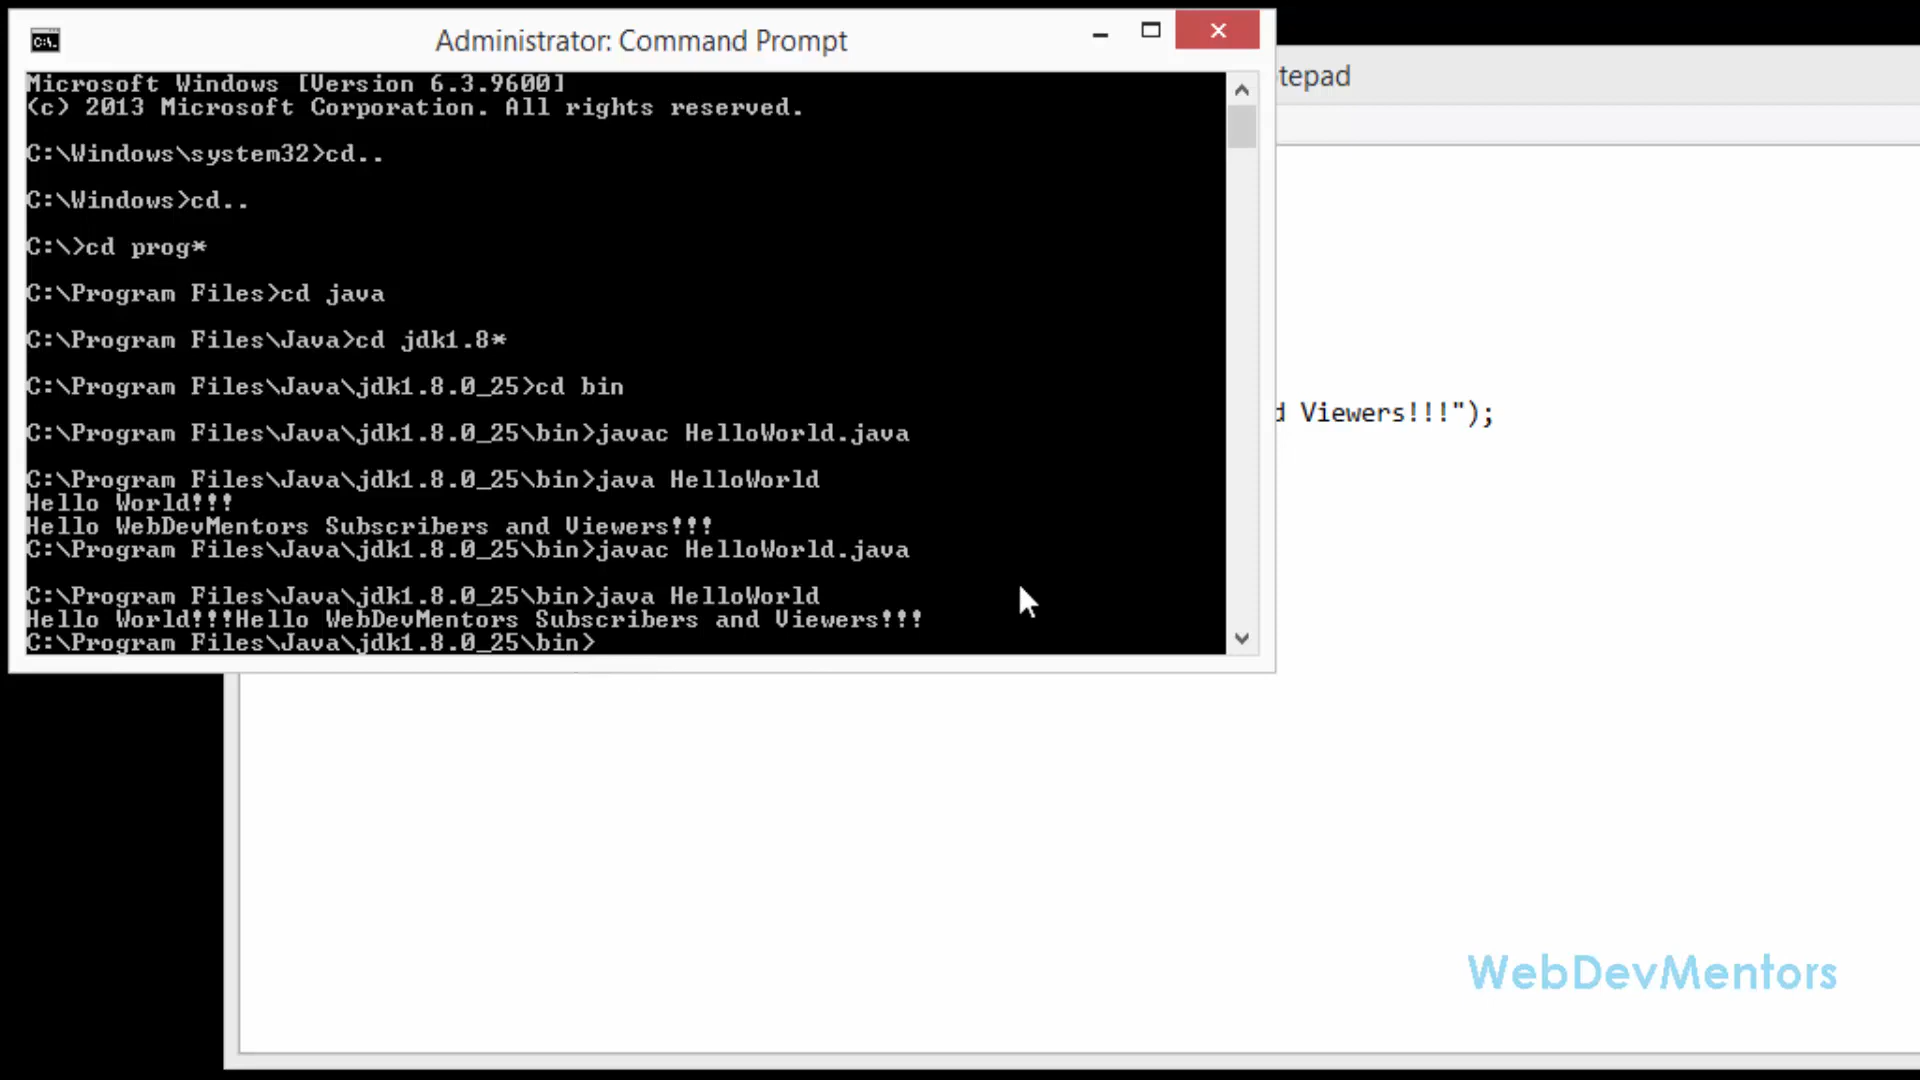 Administrator: Command Prompt
Microsoft Windows [Version 6.3.9600]
(c) 2013 Microsoft Corporation. All rights reserved.
C:\Windows\system32>cd..
C:\Windows>cd..
C:\>cd prog*
C:\Program Files>cd java
C:\Program Files\Java>cd jdk1.8*
C:\Program Files\Java\jdk1.8.0_25>cd bin
C:\Program Files\Java\jdk1.8.0_25\bin>javac HelloWorld.java
C:\Program Files\Java\jdk1.8.0_25\bin>java HelloWorld
Hello World!!!
Hello WebDevMentors Subscribers and Viewers!!!
C:\Program Files\Java\jdk1.8.0_25\bin>javac HelloWorld.java
C:\Program Files\Java\jdk1.8.0_25\bin>java HelloWorld
Hello World!!!Hello WebDevMentors Subscribers and Viewers!!!
C:\Program Files\Java\jdk1.8.0_25\bin>
tepad
d Viewers!!!");
WebDevMentors